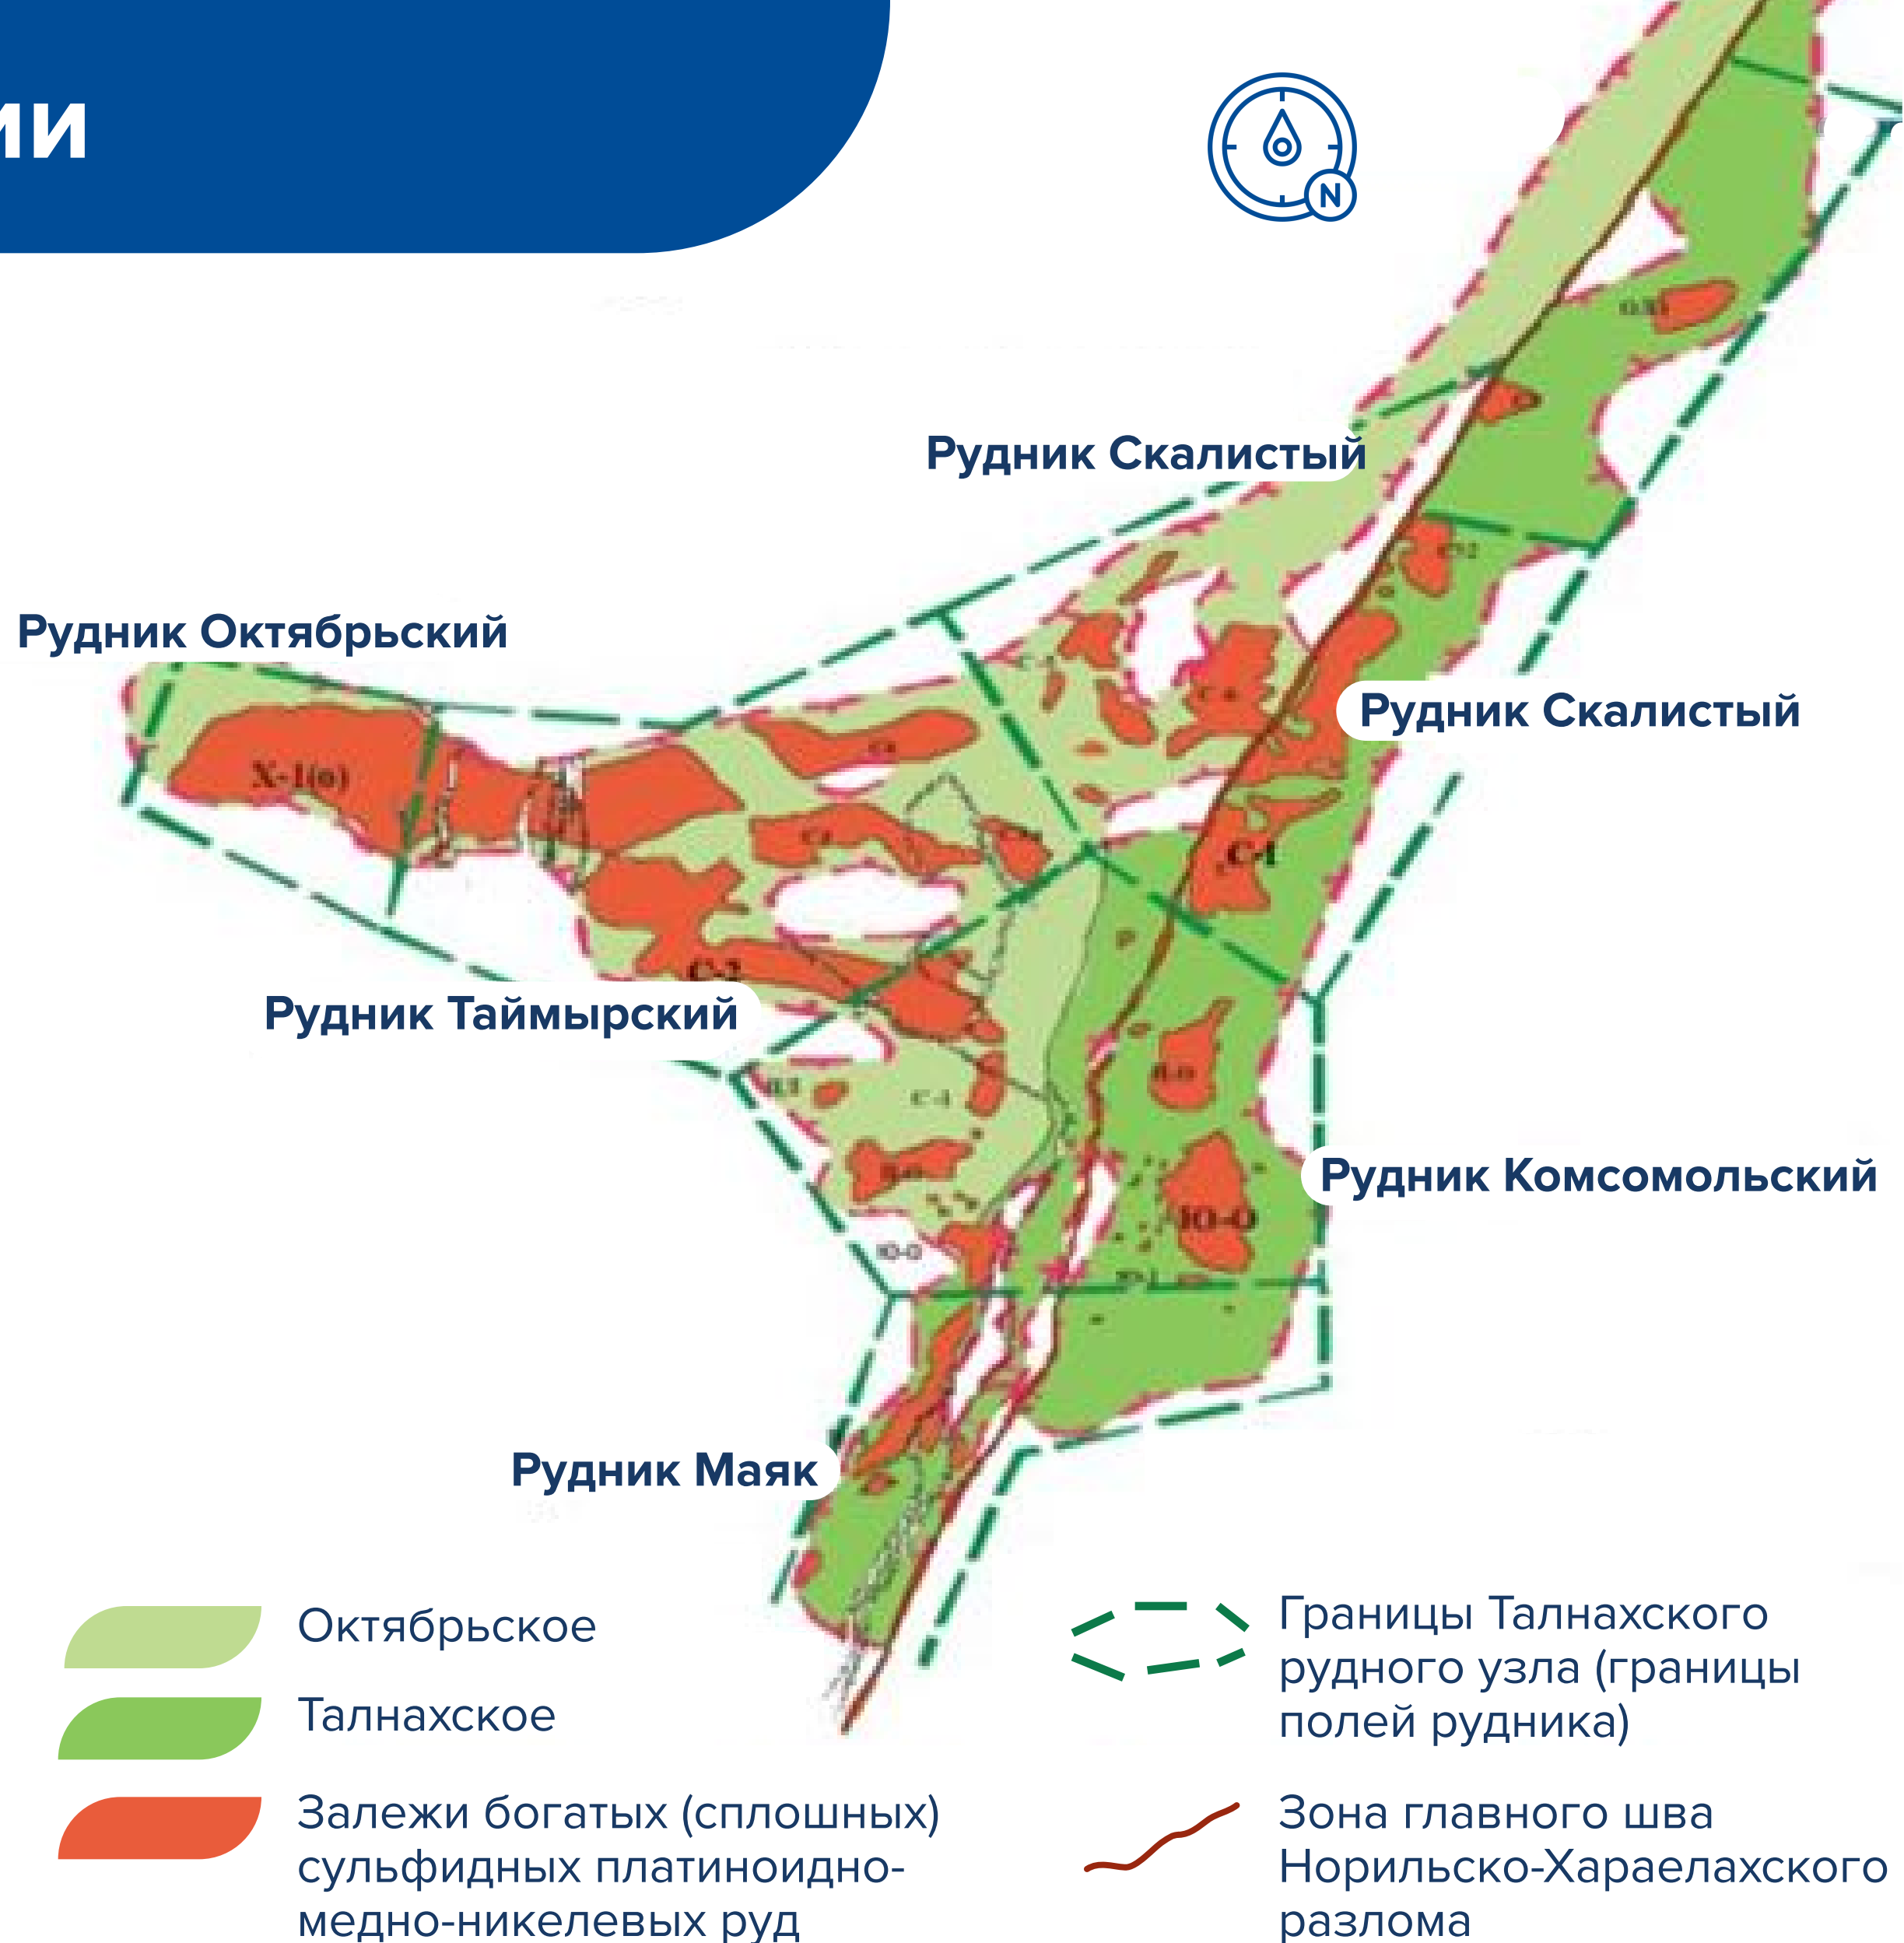 ии
N
Рудник Скалистый
Рудник Октябрьский
Рудник Скалистый
Х-1(о)
С-1
С-2
Рудник Таймырский
С-1
Рудник Комсомольский
Ю-О
Ю-О
Рудник Маяк
Октябрьское
Талнахское
Залежи богатых (сплошных)
сульфидных платиноидно-
медно-никелевых руд
Границы Талнахского
рудного узла (границы
полей рудника)
Зона главного шва
Норильско-Хараелахского
разлома